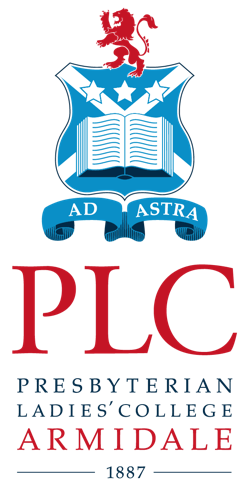 AD ASTRA
PLC
PRESBYTERIAN
LADIES' COLLEGE
ARMIDALE
1887